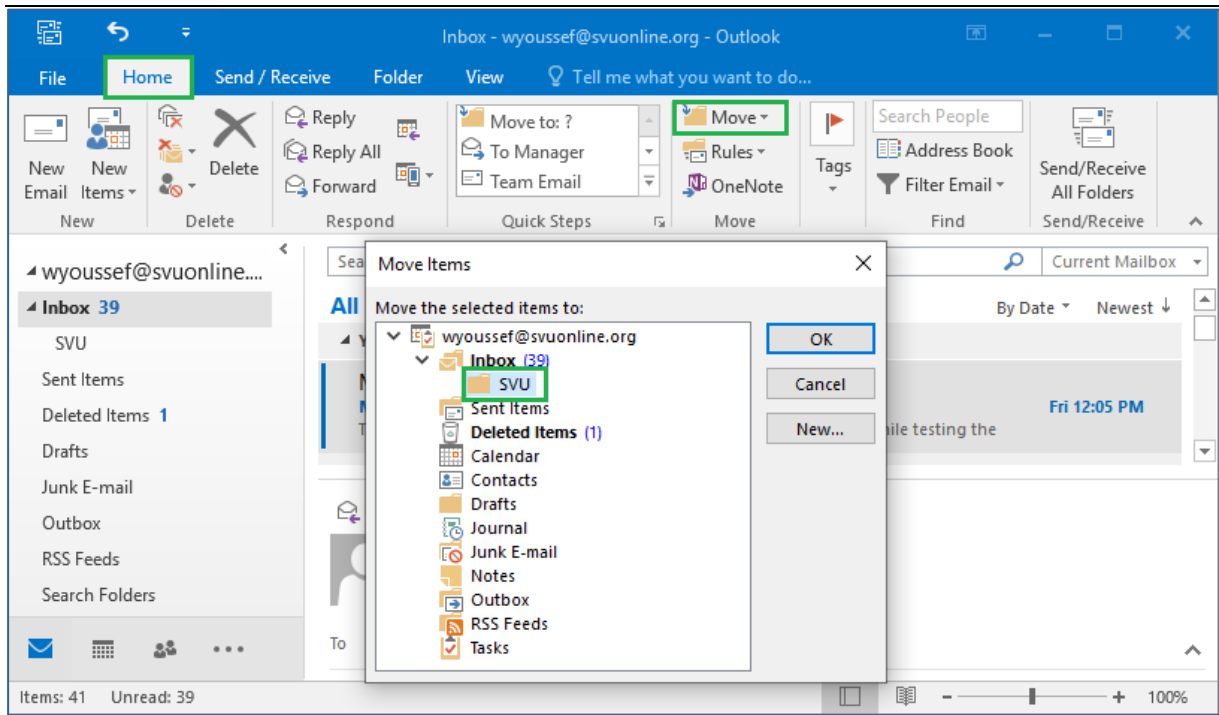 Inbox - wyoussef@svuonline.org - Outlook
File Home Send / Receive Folder View Tell me what you want to do...
New Email
New Items
Delete
Reply
Reply All
Forward
Move to: ?
To Manager
Team Email
Move
Rules
OneNote
Tags
Search People
Address Book
Filter Email
Send/Receive All Folders
New Delete Respond Quick Steps Move Find Send/Receive
wyoussef@svuonline....
Inbox 39
SVU
Sent Items
Deleted Items 1
Drafts
Junk E-mail
Outbox
RSS Feeds
Search Folders
Items: 41 Unread: 39
Sea
Current Mailbox
All
By Date Newest
Fri 12:05 PM
ile testing the
To
Move Items
Move the selected items to:
wyoussef@svuonline.org
Inbox (39)
SVU
Sent Items
Deleted Items (1)
Calendar
Contacts
Drafts
Journal
Junk E-mail
Notes
Outbox
RSS Feeds
Tasks
OK
Cancel
New...
100%